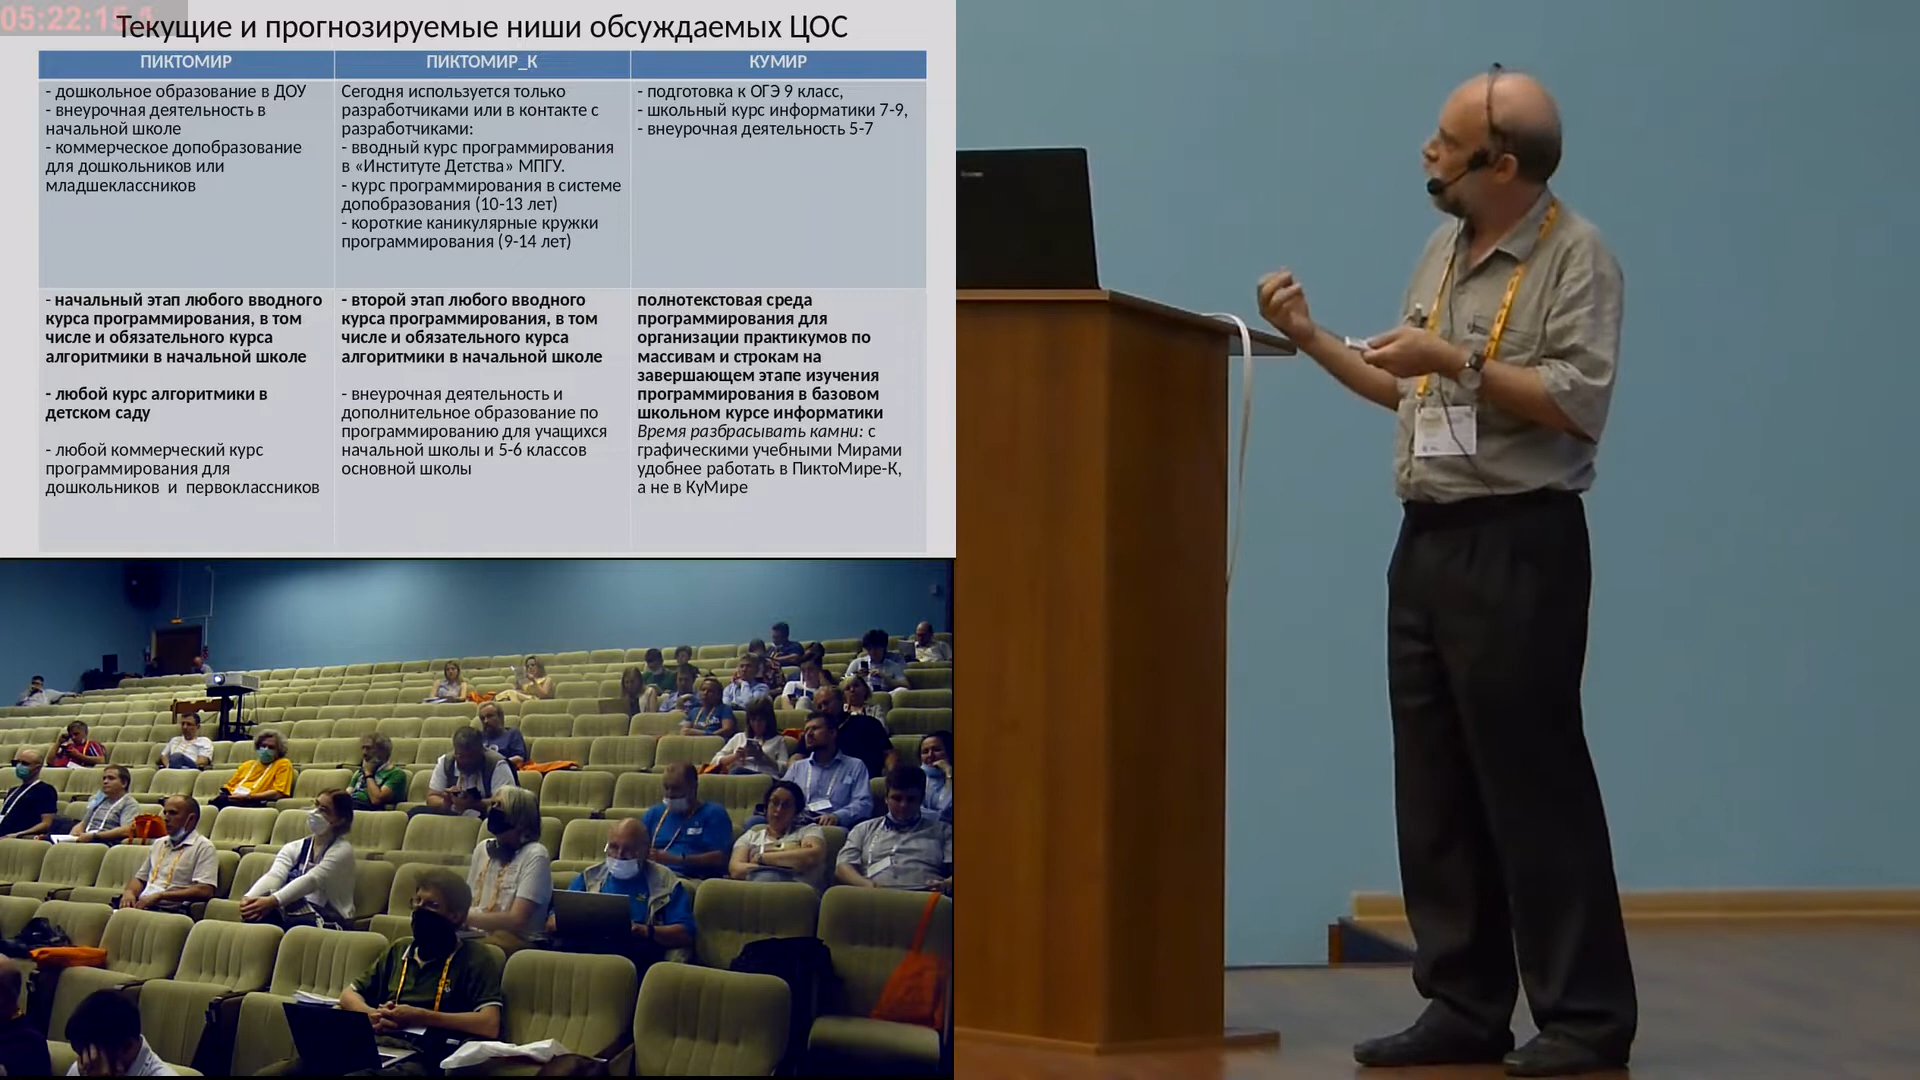 05:22:15.4
Текущие и прогнозируемые ниши обсуждаемых ЦОС
ПИКТОМИР
- дошкольное образование в ДОУ
- внеурочная деятельность в
начальной школе
- коммерческое допобразование
для дошкольников или
младшеклассников
- начальный этап любого вводного
курса программирования, в том
числе и обязательного курса
алгоритмики в начальной школе
- любой курс алгоритмики в
детском саду
- любой коммерческий курс
программирования для
дошкольников и первоклассников
ПИКТОМИР_К
Сегодня используется только
разработчиками или в контакте с
разработчиками:
- вводный курс программирования
в «Институте Детства» МПГУ.
- курс программирования в системе
допобразования (10-13 лет)
- короткие каникулярные кружки
программирования (9-14 лет)
- второй этап любого вводного
курса программирования, в том
числе и обязательного курса
алгоритмики в начальной школе
- внеурочная деятельность и
дополнительное образование по
программированию для учащихся
начальной школы и 5-6 классов
основной школы
КУМИР
- подготовка к ОГЭ 9 класс,
- школьный курс информатики 7-9,
- внеурочная деятельность 5-7
полнотекстовая среда
программирования для
организации практикумов по
массивам и строкам на
завершающем этапе изучения
программирования в базовом
школьном курсе информатики
Время разбрасывать камни: с
графическими учебными Мирами
удобнее работать в ПиктоМире-К,
а не в КуМире